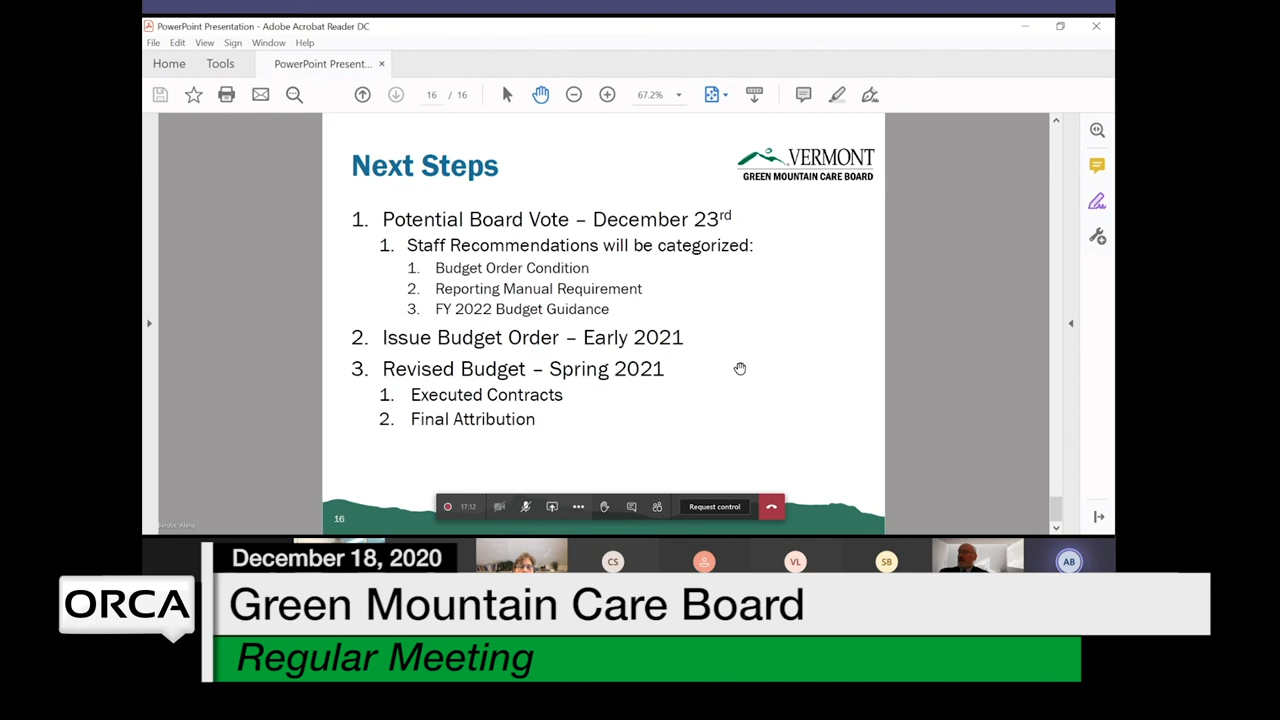 PowerPoint Presentation - Adobe Acrobat Reader DC
File Edit View Sign Window Help
Home Tools PowerPoint Present... ×
16 / 16 67.2%
Next Steps
VERMONT
GREEN MOUNTAIN CARE BOARD
1. Potential Board Vote – December 23rd
1. Staff Recommendations will be categorized:
1. Budget Order Condition
2. Reporting Manual Requirement
3. FY 2022 Budget Guidance
2. Issue Budget Order – Early 2021
3. Revised Budget – Spring 2021
1. Executed Contracts
2. Final Attribution
17:12 Request control
16
Berube, Alena
CS VL SB AB
December 18, 2020
ORCA
Green Mountain Care Board
Regular Meeting